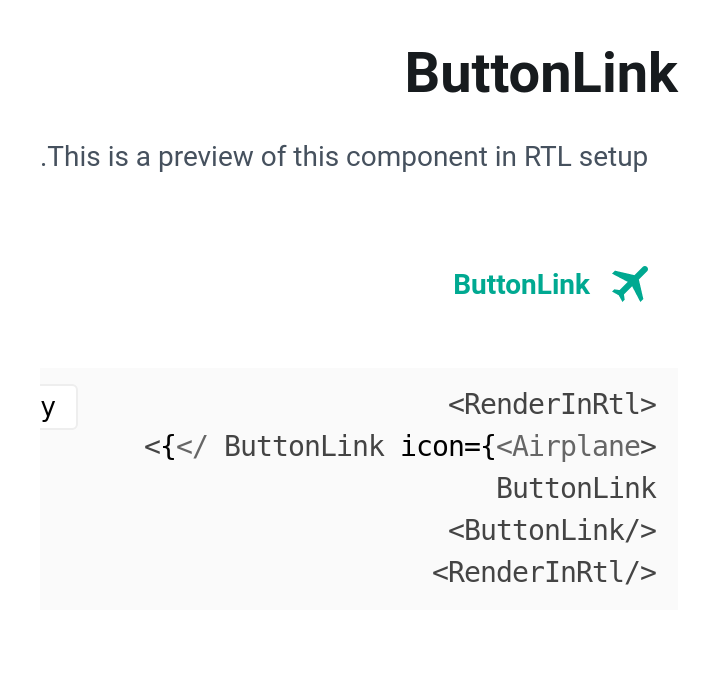 ButtonLink
.This is a preview of this component in RTL setup
ButtonLink
y
<RenderInRtl>
<{</ ButtonLink icon={<Airplane>
ButtonLink
<ButtonLink/>
<RenderInRtl/>